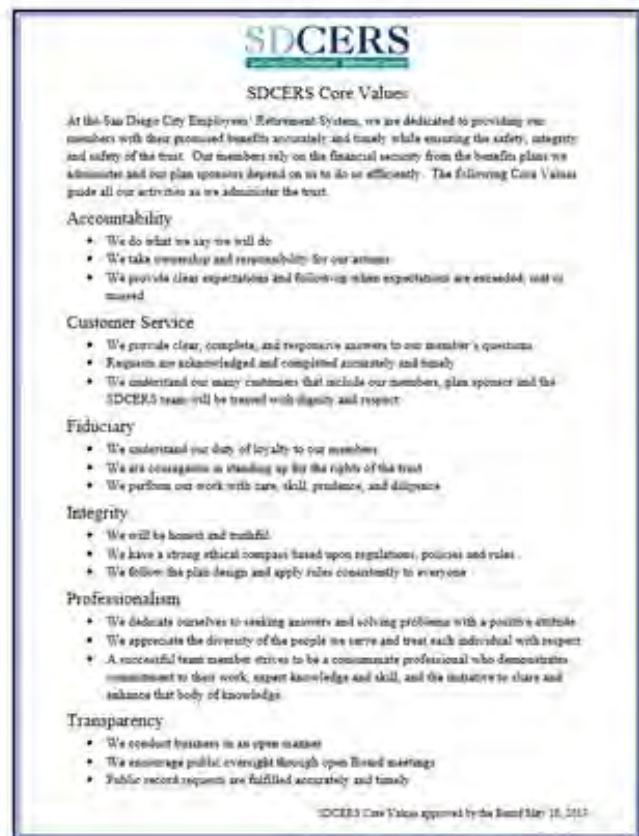 SDCERS
SDCERS Core Values
At the San Diego City Employees' Retirement System, we are dedicated to providing our
members with their promised benefits accurately and timely while ensuring the safety, integrity
and safety of the trust. Our members rely on the financial security from the benefits plans we
administer and our plan sponsors depend on us to do so efficiently. The following Core Values
guide all our activities as we administer the trust.
Accountability
• We do what we say we will do
• We take ownership and responsibility for our actions
• We provide clear expectations and follow-up when expectations are exceeded, met or
missed
Customer Service
• We provide clear, complete, and responsive answers to our member's questions
• Requests are acknowledged and completed accurately and timely
• We understand our many customers that include our members, plan sponsor and the
SDCERS team will be treated with dignity and respect
Fiduciary
• We understand our duty of loyalty to our members
• We are courageous in standing up for the rights of the trust
• We perform our work with care, skill, prudence, and diligence
Integrity
• We will be honest and truthful
• We have a strong ethical compass based upon regulations, policies and rules
• We follow the plan design and apply rules consistently to everyone
Professionalism
• We dedicate ourselves to seeking answers and solving problems with a positive attitude
• We appreciate the diversity of the people we serve and treat each individual with respect
• A successful team member strives to be a consummate professional who demonstrates
commitment to their work, expert knowledge and skill, and the initiative to share and
enhance that body of knowledge
Transparency
• We conduct business in an open manner
• We encourage public oversight through open Board meetings
• Public record requests are fulfilled accurately and timely
SDCERS Core Values approved by the Board May